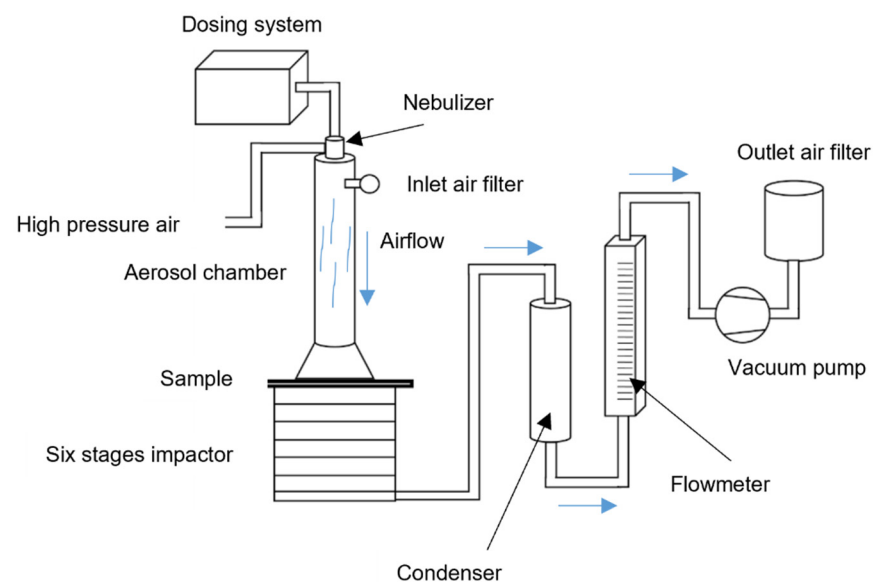 Dosing system
Nebulizer
Outlet air filter
Inlet air filter
High pressure air
Airflow
Aerosol chamber
Vacuum pump
Sample
Six stages impactor
Flowmeter
Condenser